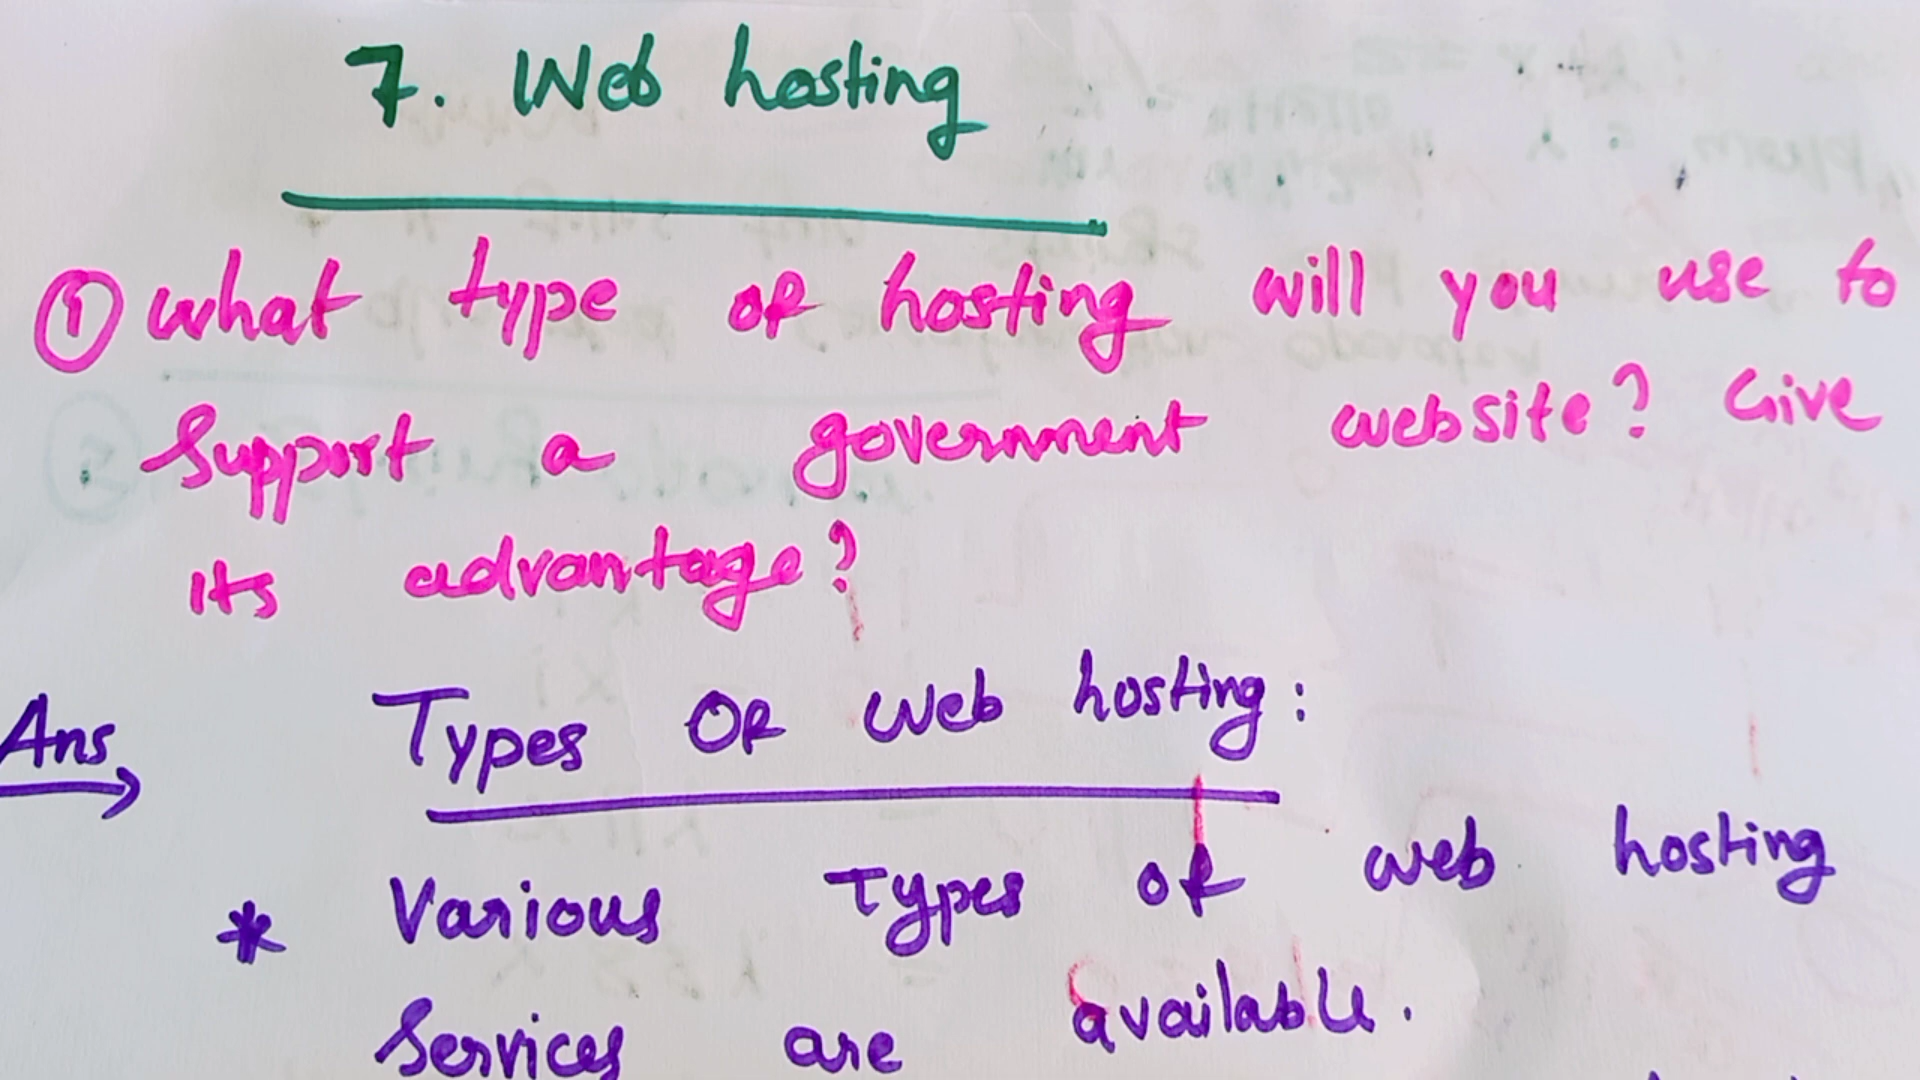 7. Web hosting
① what type of hosting will you use to
support a government website? Give
its advantage?
Ans,
Types Of web hosting:
* Various Types of web hosting
Services are available.